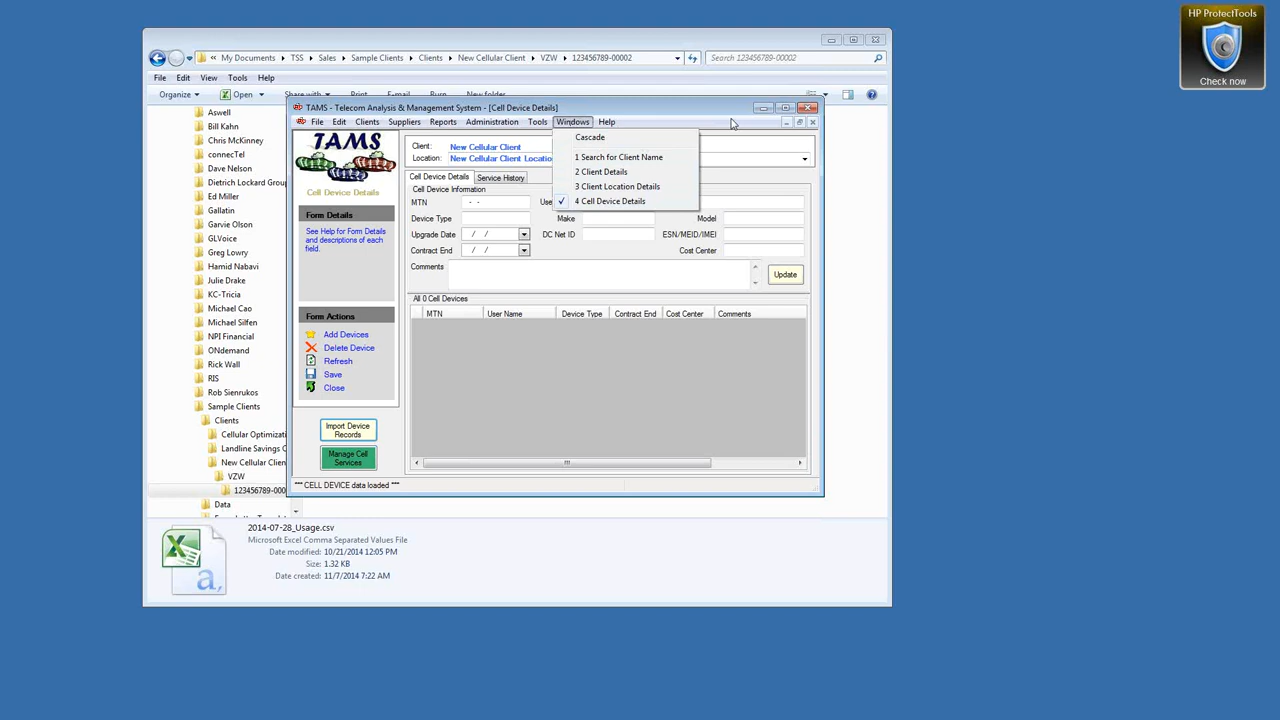 HP ProtectTools
Check now
« My Documents ▸ TSS ▸ Sales ▸ Sample Clients ▸ Clients ▸ New Cellular Client ▸ VZW ▸ 123456789-00002
Search 123456789-00002
File Edit View Tools Help
Organize Open
Aswell
Bill Kahn
Chris McKinney
connecTel
Dave Nelson
Dietrich Lockard Group
Ed Miller
Gallatin
Garvie Olson
GLVoice
Greg Lowry
Hamid Nabavi
Julie Drake
KC-Tricia
Michael Cao
Michael Silfen
NPI Financial
ONdemand
Rick Wall
RIS
Rob Sienrukos
Sample Clients
Clients
Cellular Optimizati
Landline Savings C
New Cellular Clien
VZW
123456789-000
Data
TAMS - Telecom Analysis & Management System - [Cell Device Details]
File Edit Clients Suppliers Reports Administration Tools Windows Help
Cascade
1 Search for Client Name
2 Client Details
3 Client Location Details
4 Cell Device Details
TAMS
Cell Device Details
Form Details
See Help for Form Details
and descriptions of each
field.
Form Actions
Add Devices
Delete Device
Refresh
Save
Close
Import Device
Records
Manage Cell
Services
Client: New Cellular Client
Location: New Cellular Client Locatio
Cell Device Details Service History
Cell Device Information
MTN - - Use
Device Type Make Model
Upgrade Date / / DC Net ID ESN/MEID/IMEI
Contract End / / Cost Center
Comments
Update
All 0 Cell Devices
MTN User Name Device Type Contract End Cost Center Comments
*** CELL DEVICE data loaded ***
2014-07-28_Usage.csv
Microsoft Excel Comma Separated Values File
Date modified: 10/21/2014 12:05 PM
Size: 1.32 KB
Date created: 11/7/2014 7:22 AM